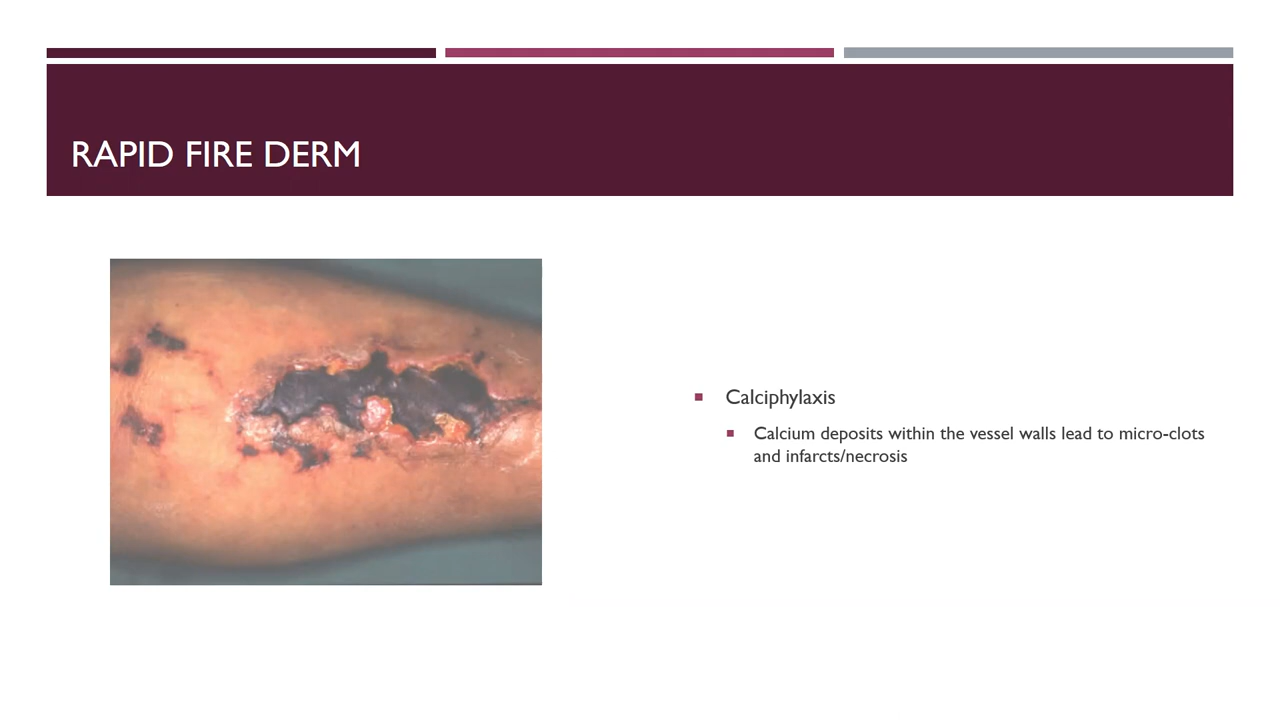 RAPID FIRE DERM
Calciphylaxis
Calcium deposits within the vessel walls lead to micro-clots
and infarcts/necrosis